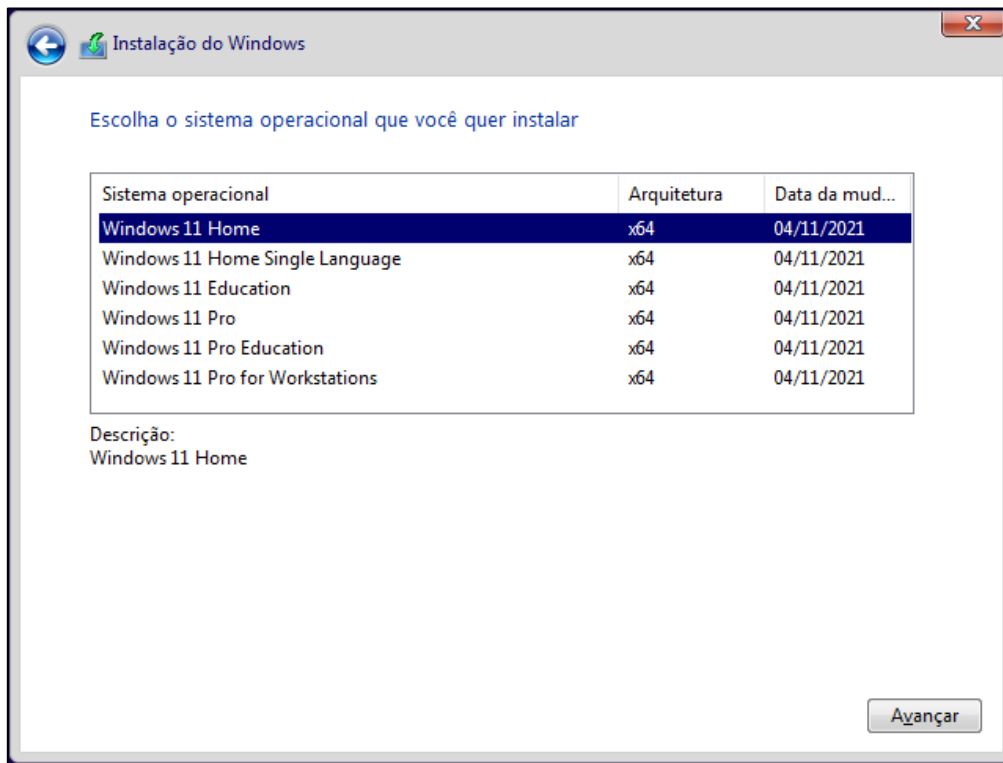 Instalação do Windows
Escolha o sistema operacional que você quer instalar
Sistema operacional Arquitetura Data da mud...
Windows 11 Home x64 04/11/2021
Windows 11 Home Single Language x64 04/11/2021
Windows 11 Education x64 04/11/2021
Windows 11 Pro x64 04/11/2021
Windows 11 Pro Education x64 04/11/2021
Windows 11 Pro for Workstations x64 04/11/2021
Descrição:
Windows 11 Home
Avançar